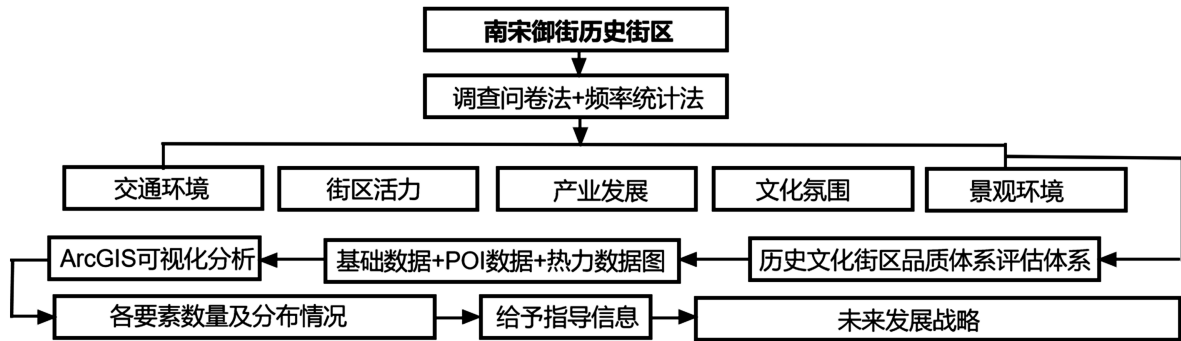 南宋御街历史街区
调查问卷法+频率统计法
交通环境
街区活力
产业发展
文化氛围
景观环境
ArcGIS可视化分析
基础数据+POI数据+热力数据图
历史文化街区品质体系评估体系
各要素数量及分布情况
给予指导信息
未来发展战略